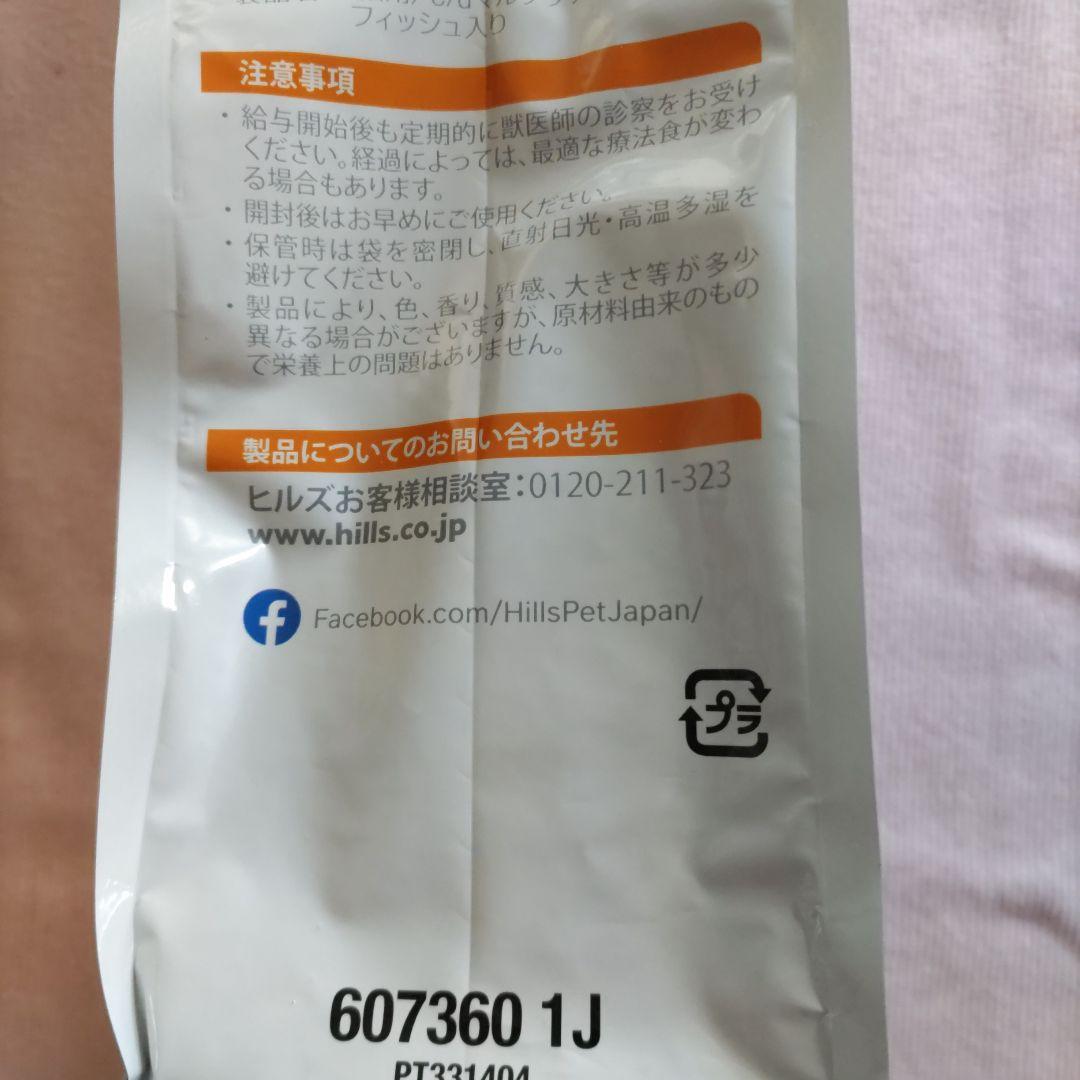 フィッシュ入り
注意事項
・給与開始後も定期的に獣医師の診察をお受け
ください。経過によっては、最適な療法食が変わ
る場合もあります。
・開封後はお早めにご使用ください。
・保管時は袋を密閉し、直射日光・高温多湿を
避けてください。
・製品により、色、香り、質感、大きさ等が多少
異なる場合がございますが、原材料由来のもの
で栄養上の問題はありません。
製品についてのお問い合わせ先
ヒルズお客様相談室：0120-211-323
www.hills.co.jp
Facebook.com/HillsPetJapan/
プラ
607360 1J
PT331404